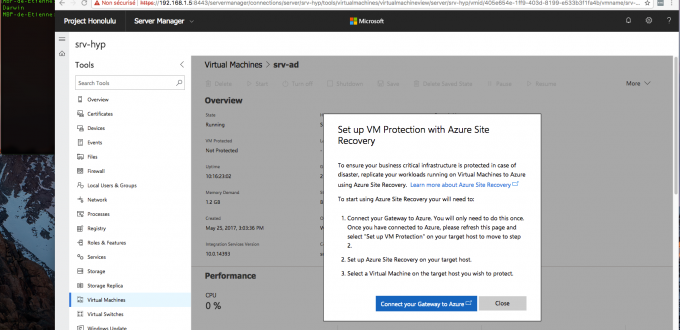 MBP-de-Etienne:
Darwin
MBP-de-Etienne:
Non sécurisé | https://192.168.1.5:8443/servermanager/connections/server/srv-hyp/tools/virtualmachines/virtualmachineview/server/srv-hyp/vmid/
Project Honolulu | Server Manager
Microsoft
srv-hyp
Tools
Search Tools
Overview
Certificates
Devices
Events
Files
Firewall
Local Users & Groups
Network
Processes
Registry
Roles & Features
Services
Storage
Storage Replica
Virtual Machines
Virtual Switches
Windows Update
Virtual Machines > srv-ad
Delete Start Turn off Shutdown Save Delete Saved State Pause Resume More
Overview
State
Running
VM Protected
Not Protected
Uptime
10:16:23:02
Memory Demand
1.2 GB
Created
May 25, 2017, 3:03:36 PM
Integration Services Version
10.0.14393
Performance
CPU
0 %
Set up VM Protection with Azure Site
Recovery
To ensure your business critical infrastructure is protected in case of
disaster, replicate your workloads running on Virtual Machines to Azure
using Azure Site Recovery. Learn more about Azure Site Recovery
To start using Azure Site Recovery your will need to:
1. Connect your Gateway to Azure. You will only need to do this once.
Once you have connected to Azure, please refresh this page and
select "Set up VM Protection" on your target host to move to step
2.
2. Set up Azure Site Recovery on your target host.
3. Select a Virtual Machine on the target host you wish to protect.
Connect your Gateway to Azure
Close